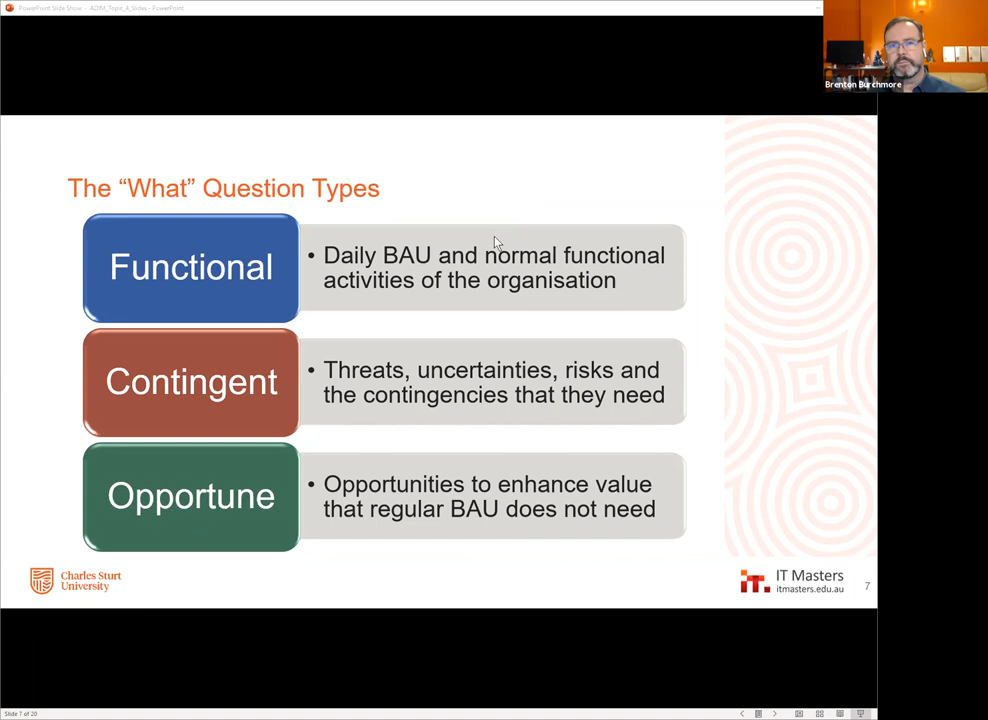 PowerPoint Slide Show - ADIM_Topic_4_Slides - PowerPoint
Brenton Burchmore
The “What” Question Types
Functional
• Daily BAU and normal functional
activities of the organisation
Contingent
• Threats, uncertainties, risks and
the contingencies that they need
Opportune
• Opportunities to enhance value
that regular BAU does not need
Charles Sturt
University
IT Masters
itmasters.edu.au
7
Slide 7 of 20